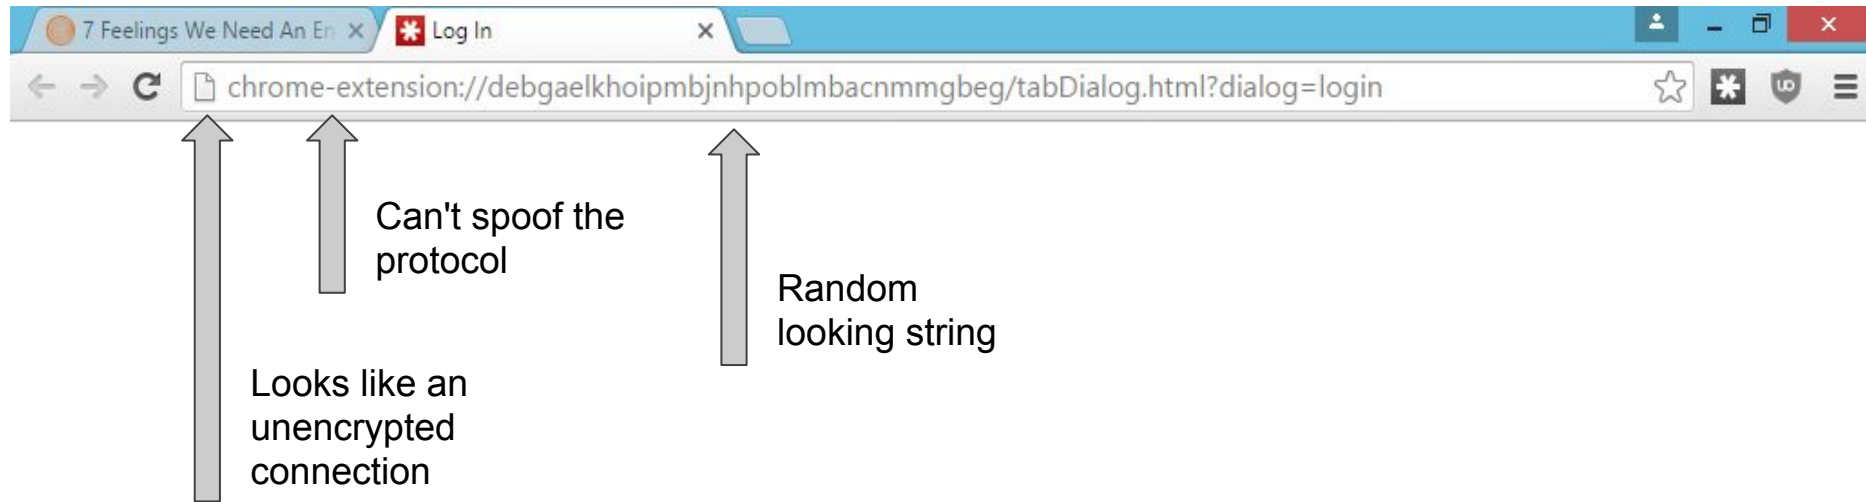 7 Feelings We Need An En
Log In
chrome-extension://debgaelkhoipmbjnhpoblmbacnmmgbeg/tabDialog.html?dialog=login
Can't spoof the
protocol
Random
looking string
Looks like an
unencrypted
connection